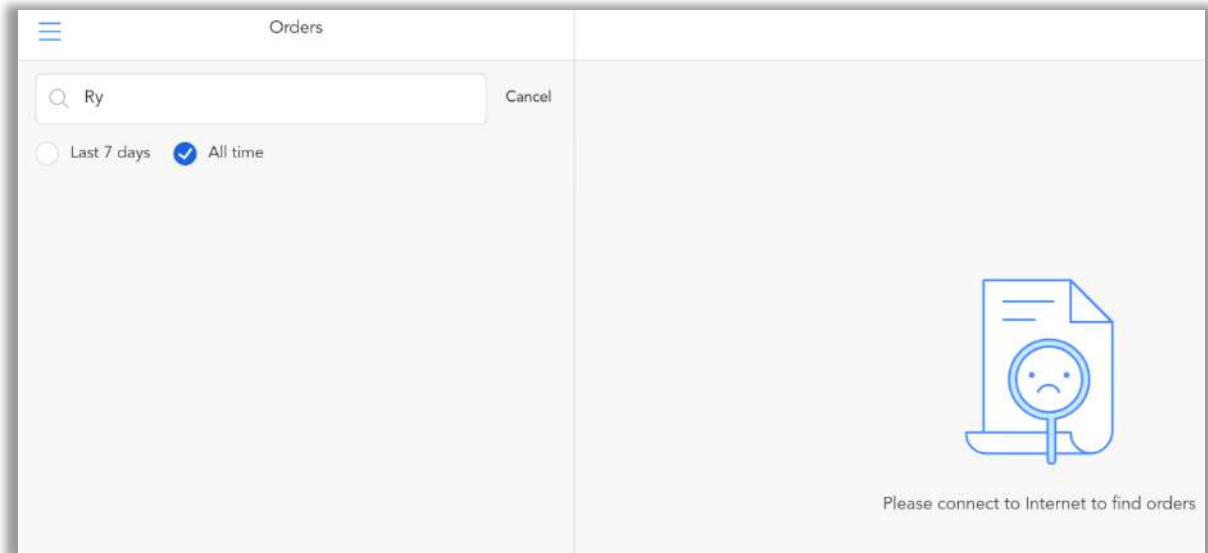 Orders
Ry
Cancel
Last 7 days
All time
Please connect to Internet to find orders